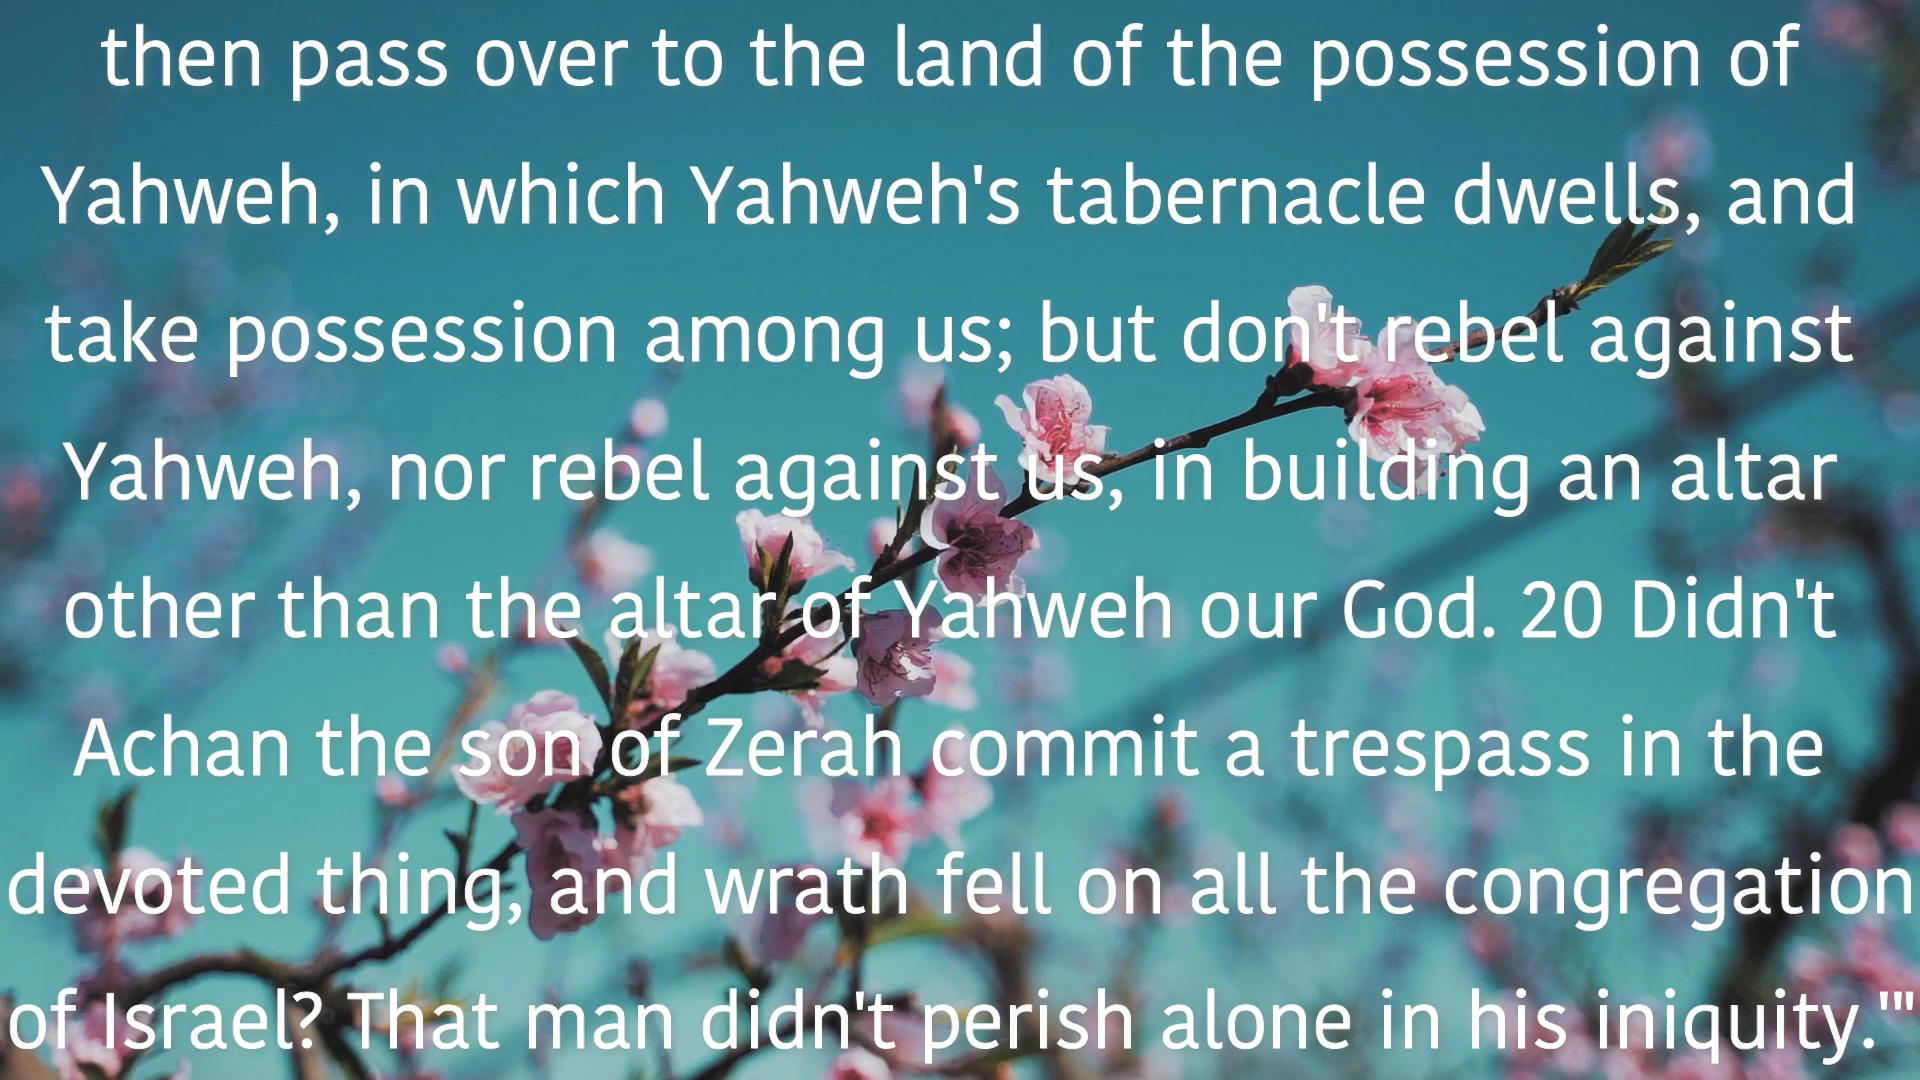 then pass over to the land of the possession of
Yahweh, in which Yahweh's tabernacle dwells, and
take possession among us; but don't rebel against
Yahweh, nor rebel against us, in building an altar
other than the altar of Yahweh our God. 20 Didn't
Achan the son of Zerah commit a trespass in the
devoted thing, and wrath fell on all the congregation
of Israel? That man didn't perish alone in his iniquity.'"